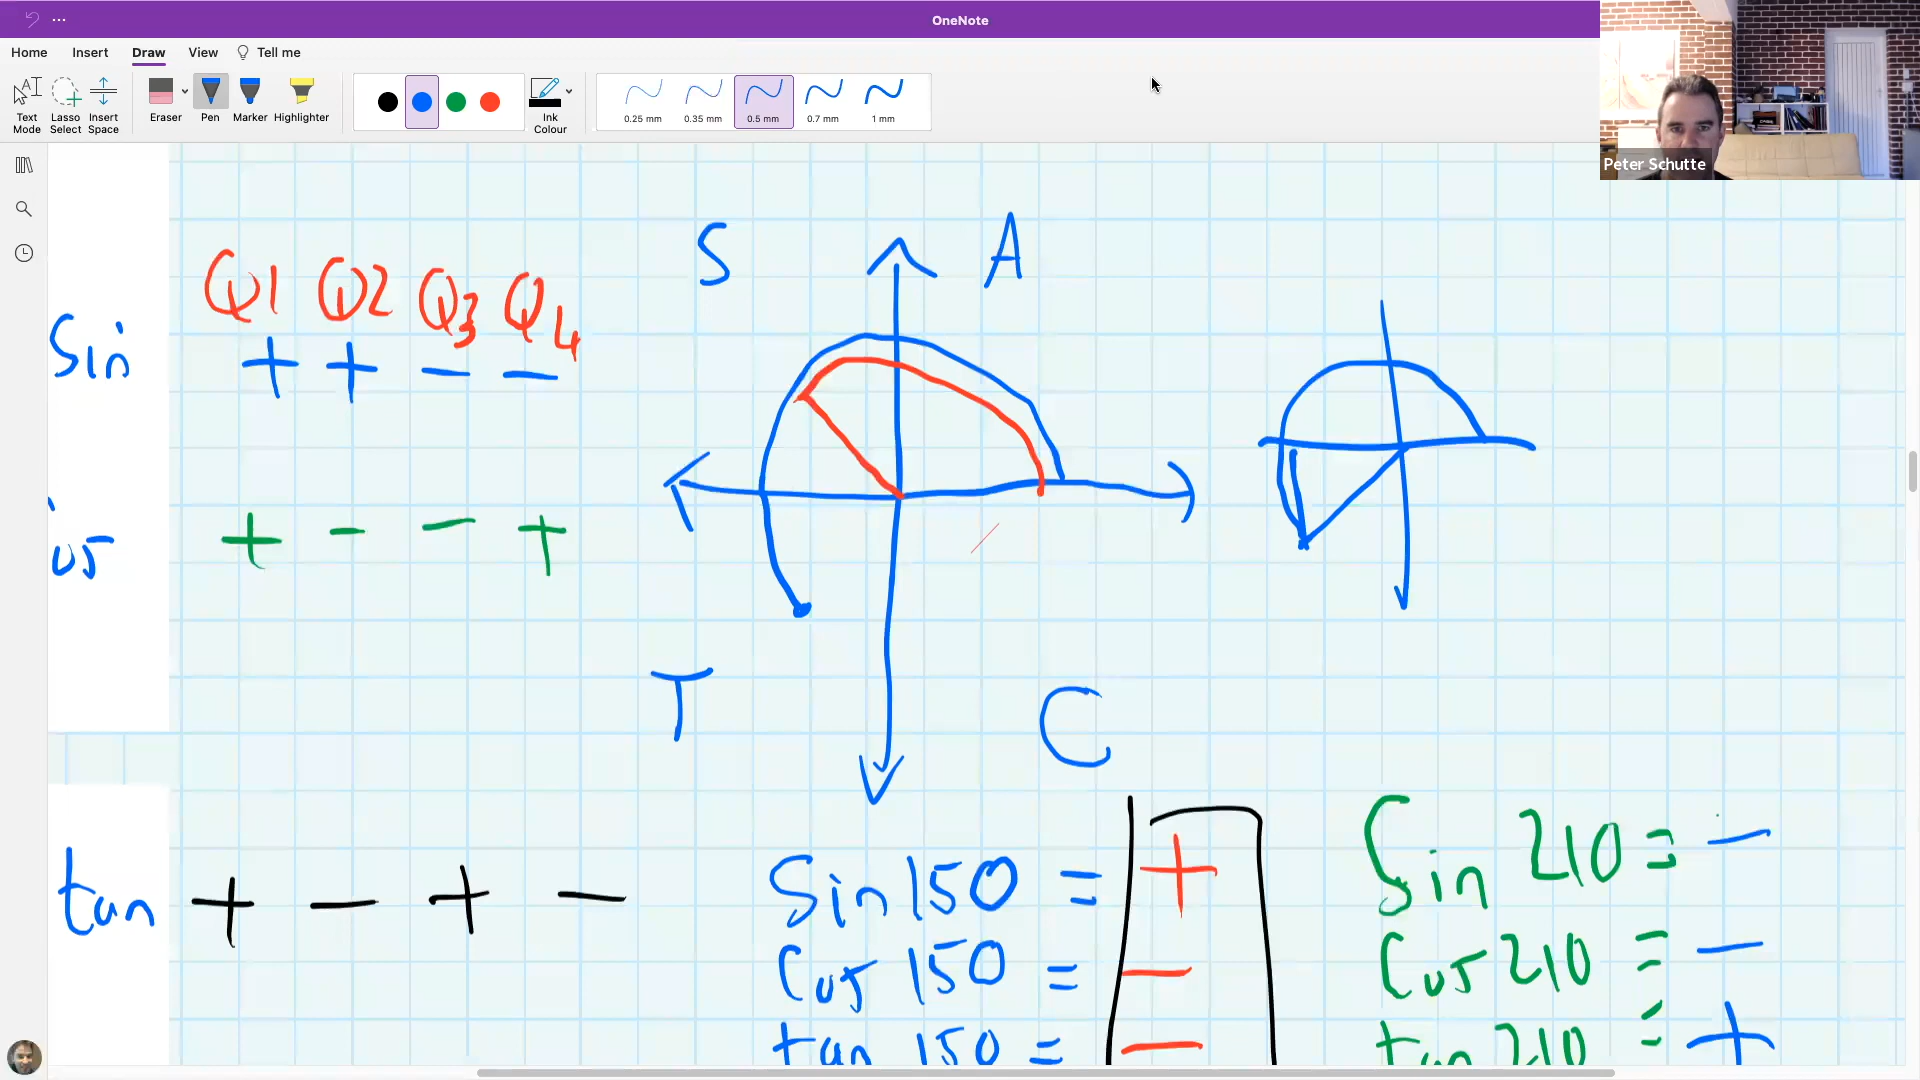 OneNote
Home Insert Draw View Tell me
Text Mode Lasso Select Insert Space Eraser Pen Marker Highlighter Ink Colour 0.25 mm 0.35 mm 0.5 mm 0.7 mm 1 mm
Peter Schutte
S A
Q1 Q2 Q3 Q4
Sin + + - -
+ - - +
T C
tan + - + -
Sin 150 = +
Cos 150 = -
tan 150 = -
Sin 210 = -
Cos 210 = -
tan 210 = +